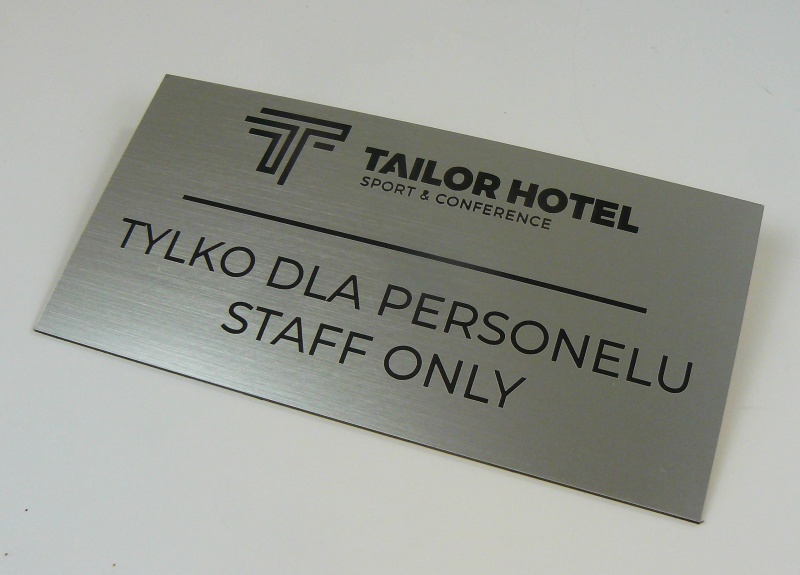 TAILOR HOTEL
SPORT & CONFERENCE
TYLKO DLA PERSONELU
STAFF ONLY